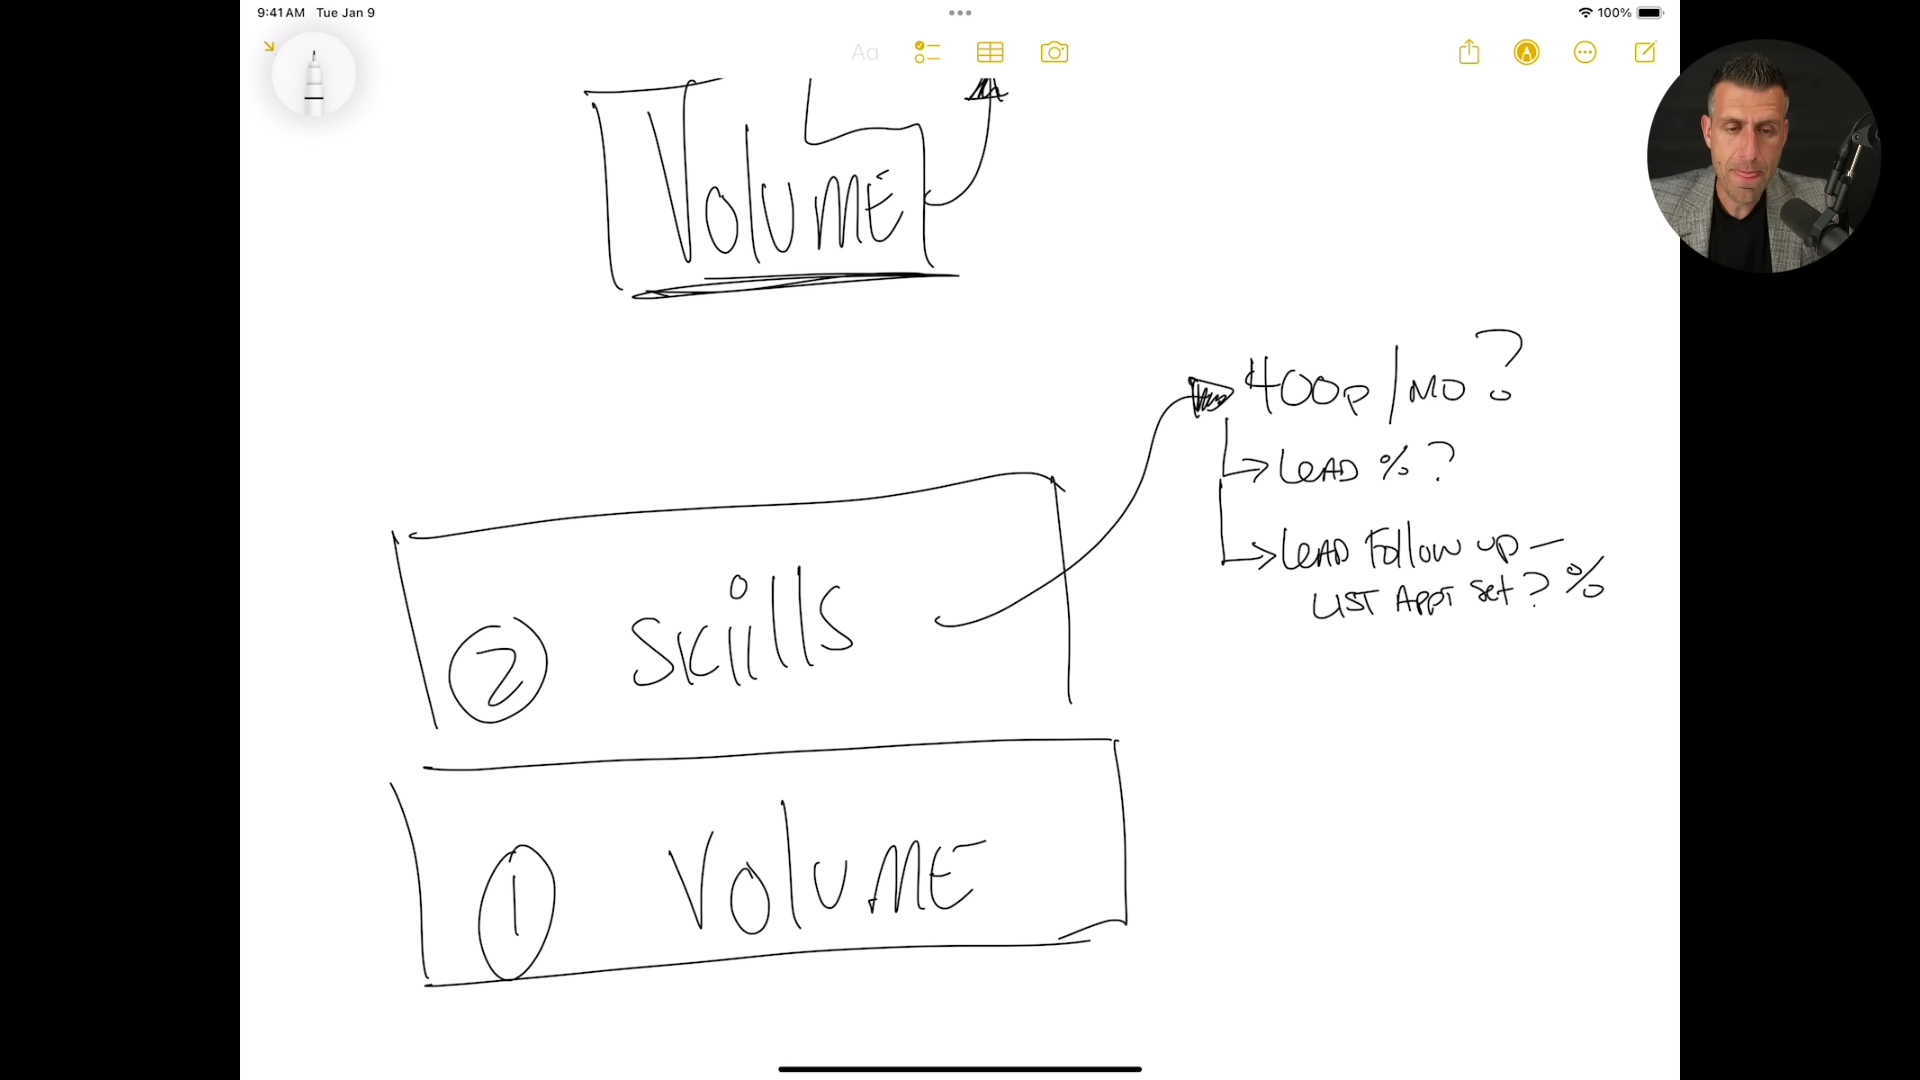 9:41 AM Tue Jan 9
100%
Aa
VoluME
400p/MO?
LeAD %?
LeAD Follow up —
LIST APPT Set? %
2 skiills
1 VoluME